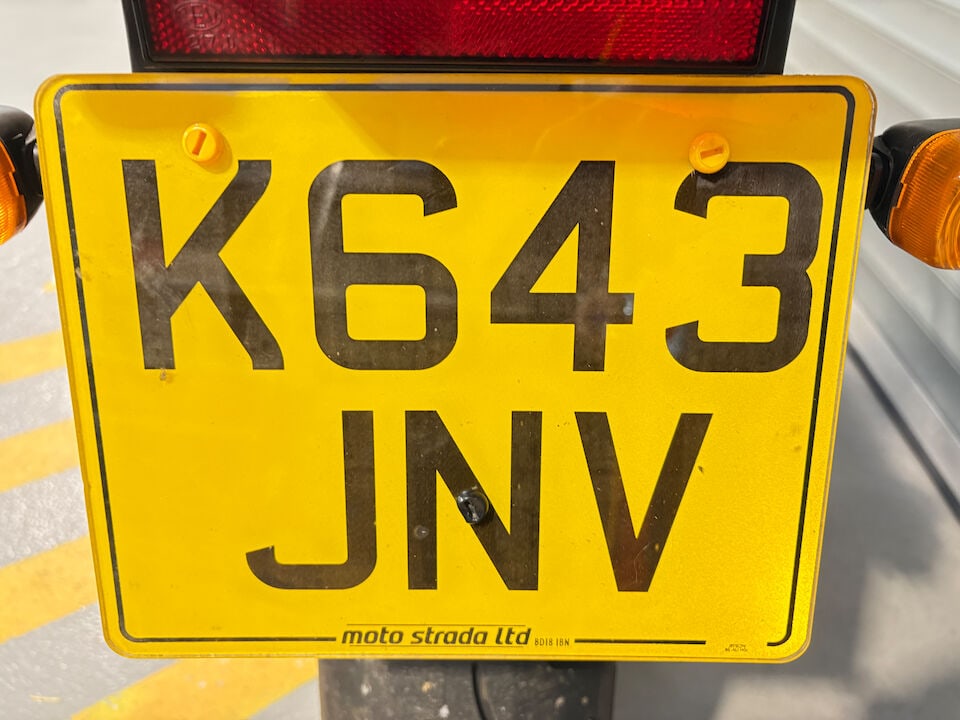 K643
JNV
moto strada ltd BD18 1BN